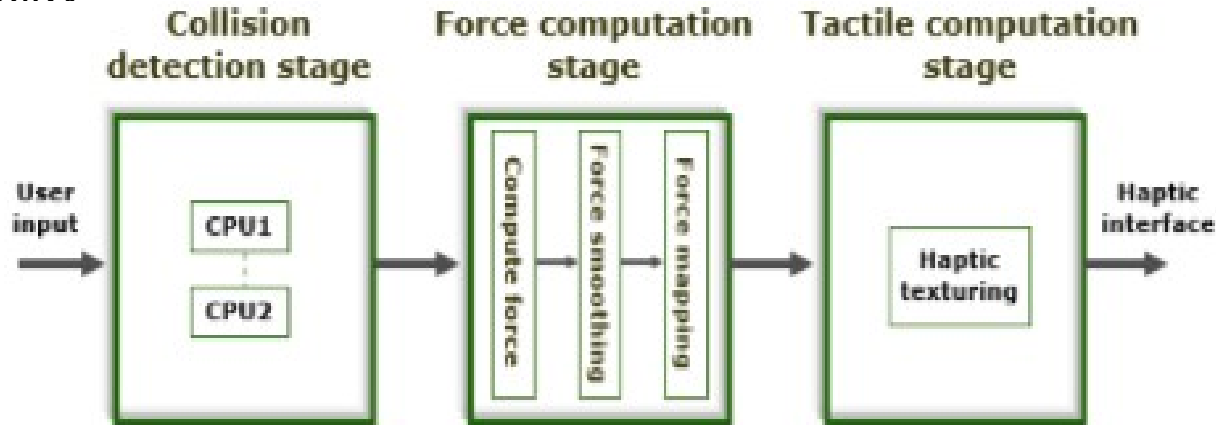 Collision
detection stage
Force computation
stage
Tactile computation
stage
User
input
CPU1
CPU2
Compute force
Force smoothing
Force mapping
Haptic
texturing
Haptic
interface